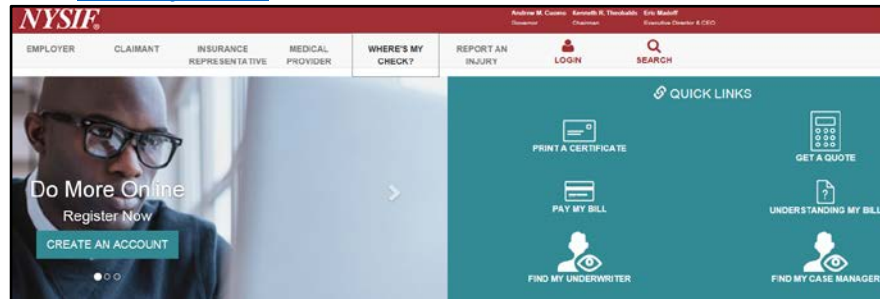 NYSIF
Andrew M. Cuomo Kenneth R. Theobalds Eric Madoff
Governor Chairman Executive Director & CEO
EMPLOYER
CLAIMANT
INSURANCE
REPRESENTATIVE
MEDICAL
PROVIDER
WHERE'S MY
CHECK?
REPORT AN
INJURY
LOGIN
SEARCH
Do More Online
Register Now
CREATE AN ACCOUNT
QUICK LINKS
PRINT A CERTIFICATE
GET A QUOTE
PAY MY BILL
UNDERSTANDING MY BILL
FIND MY UNDERWRITER
FIND MY CASE MANAGER